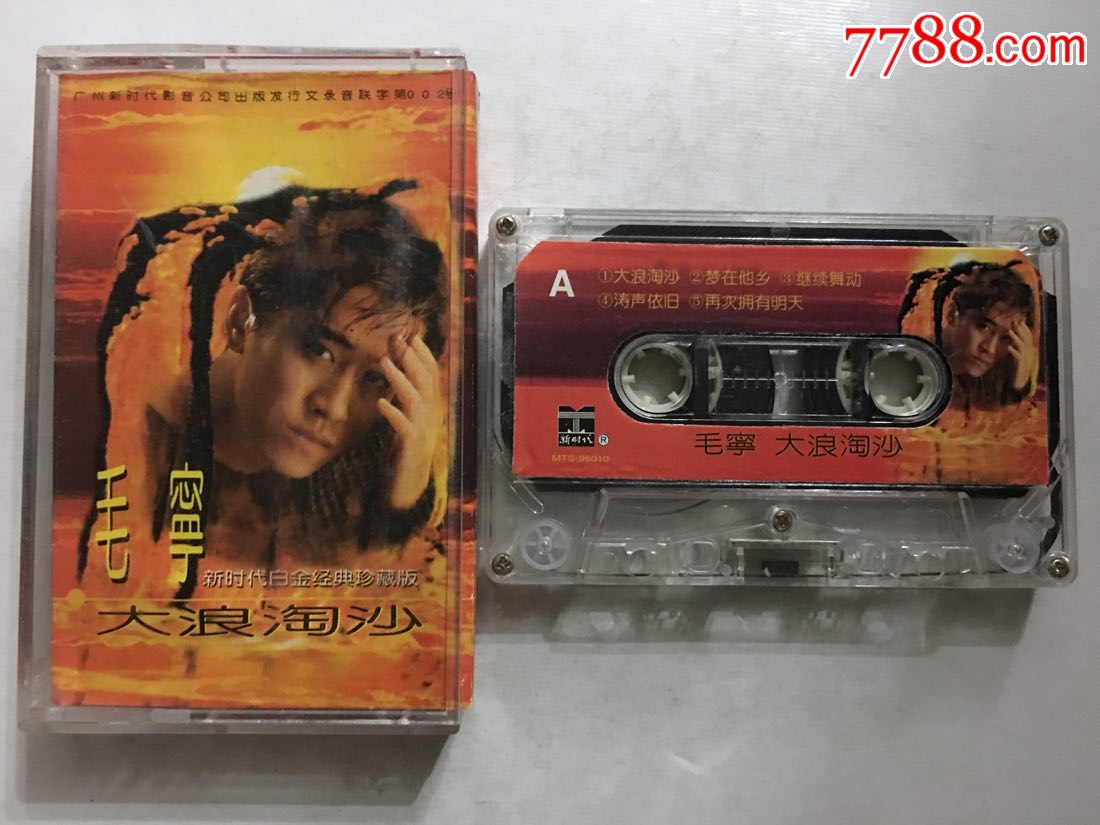 7788.com
广州新时代影音公司出版发行文录音联字第002号
毛寧
新时代白金经典珍藏版
大浪淘沙
A
①大浪淘沙 ②梦在他乡 ③继续舞动
④涛声依旧 ⑤再次拥有明天
新时代 ®
MTS-95010
毛寧 大浪淘沙